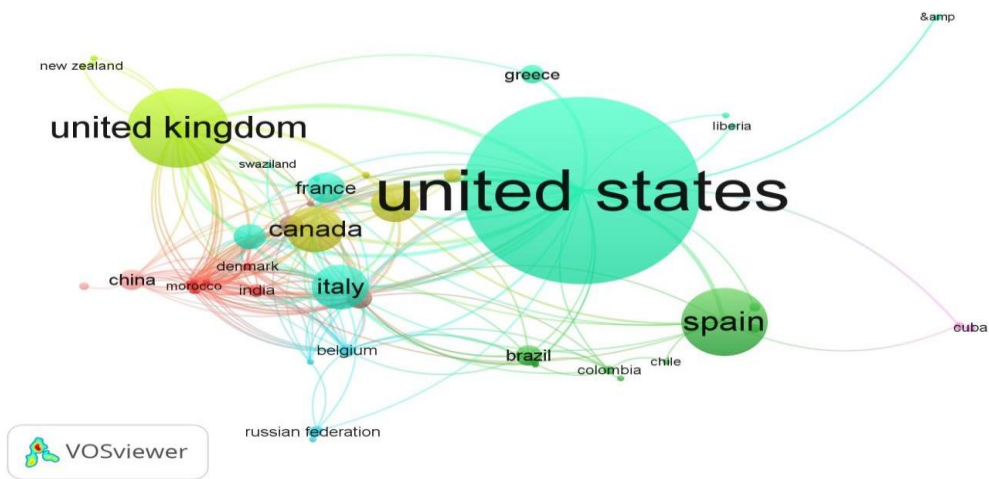 &amp
new zealand
greece
united kingdom
liberia
swaziland
france
united states
canada
denmark
china
morocco
india
italy
spain
cuba
belgium
brazil
chile
colombia
russian federation
VOSviewer